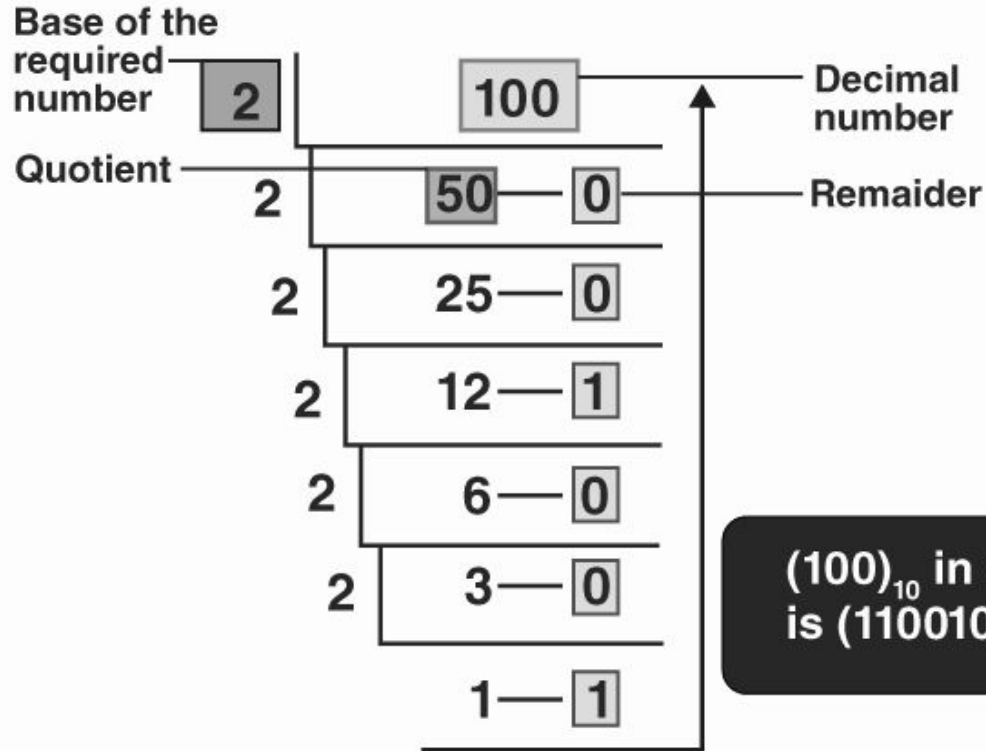 Base of the
required
number
2
100
Decimal
number
Quotient
2
50 — 0
Remaider
2
25 — 0
2
12 — 1
2
6 — 0
2
3 — 0
1 — 1
(100)₁₀ in
is (110010